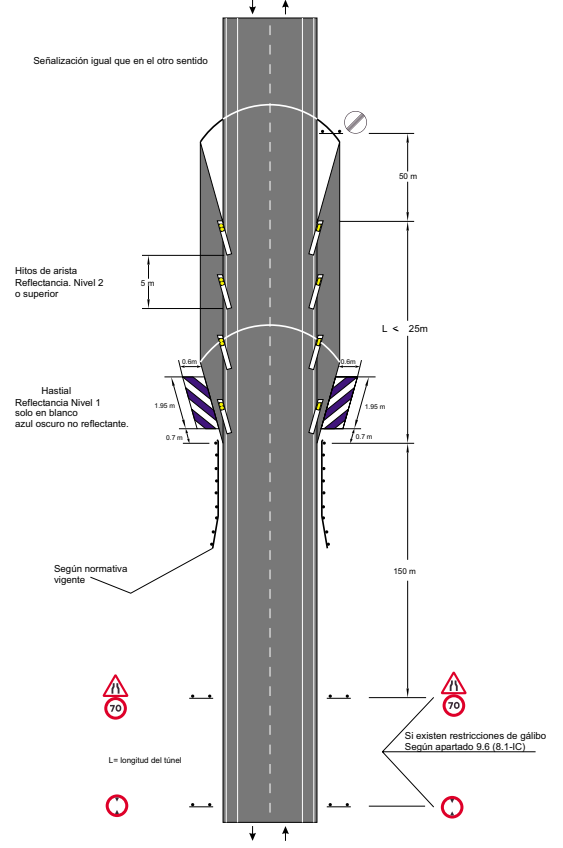 Señalización igual que en el otro sentido
50 m
Hitos de arista
Reflectancia. Nivel 2
o superior
5 m
L < 25m
0.6m
0.6m
Hastial
Reflectancia Nivel 1
solo en blanco
azul oscuro no reflectante.
1.95 m
1.95 m
0.7 m
0.7 m
Según normativa
vigente
150 m
70
70
Si existen restricciones de gálibo
Según apartado 9.6 (8.1-IC)
L= longitud del túnel